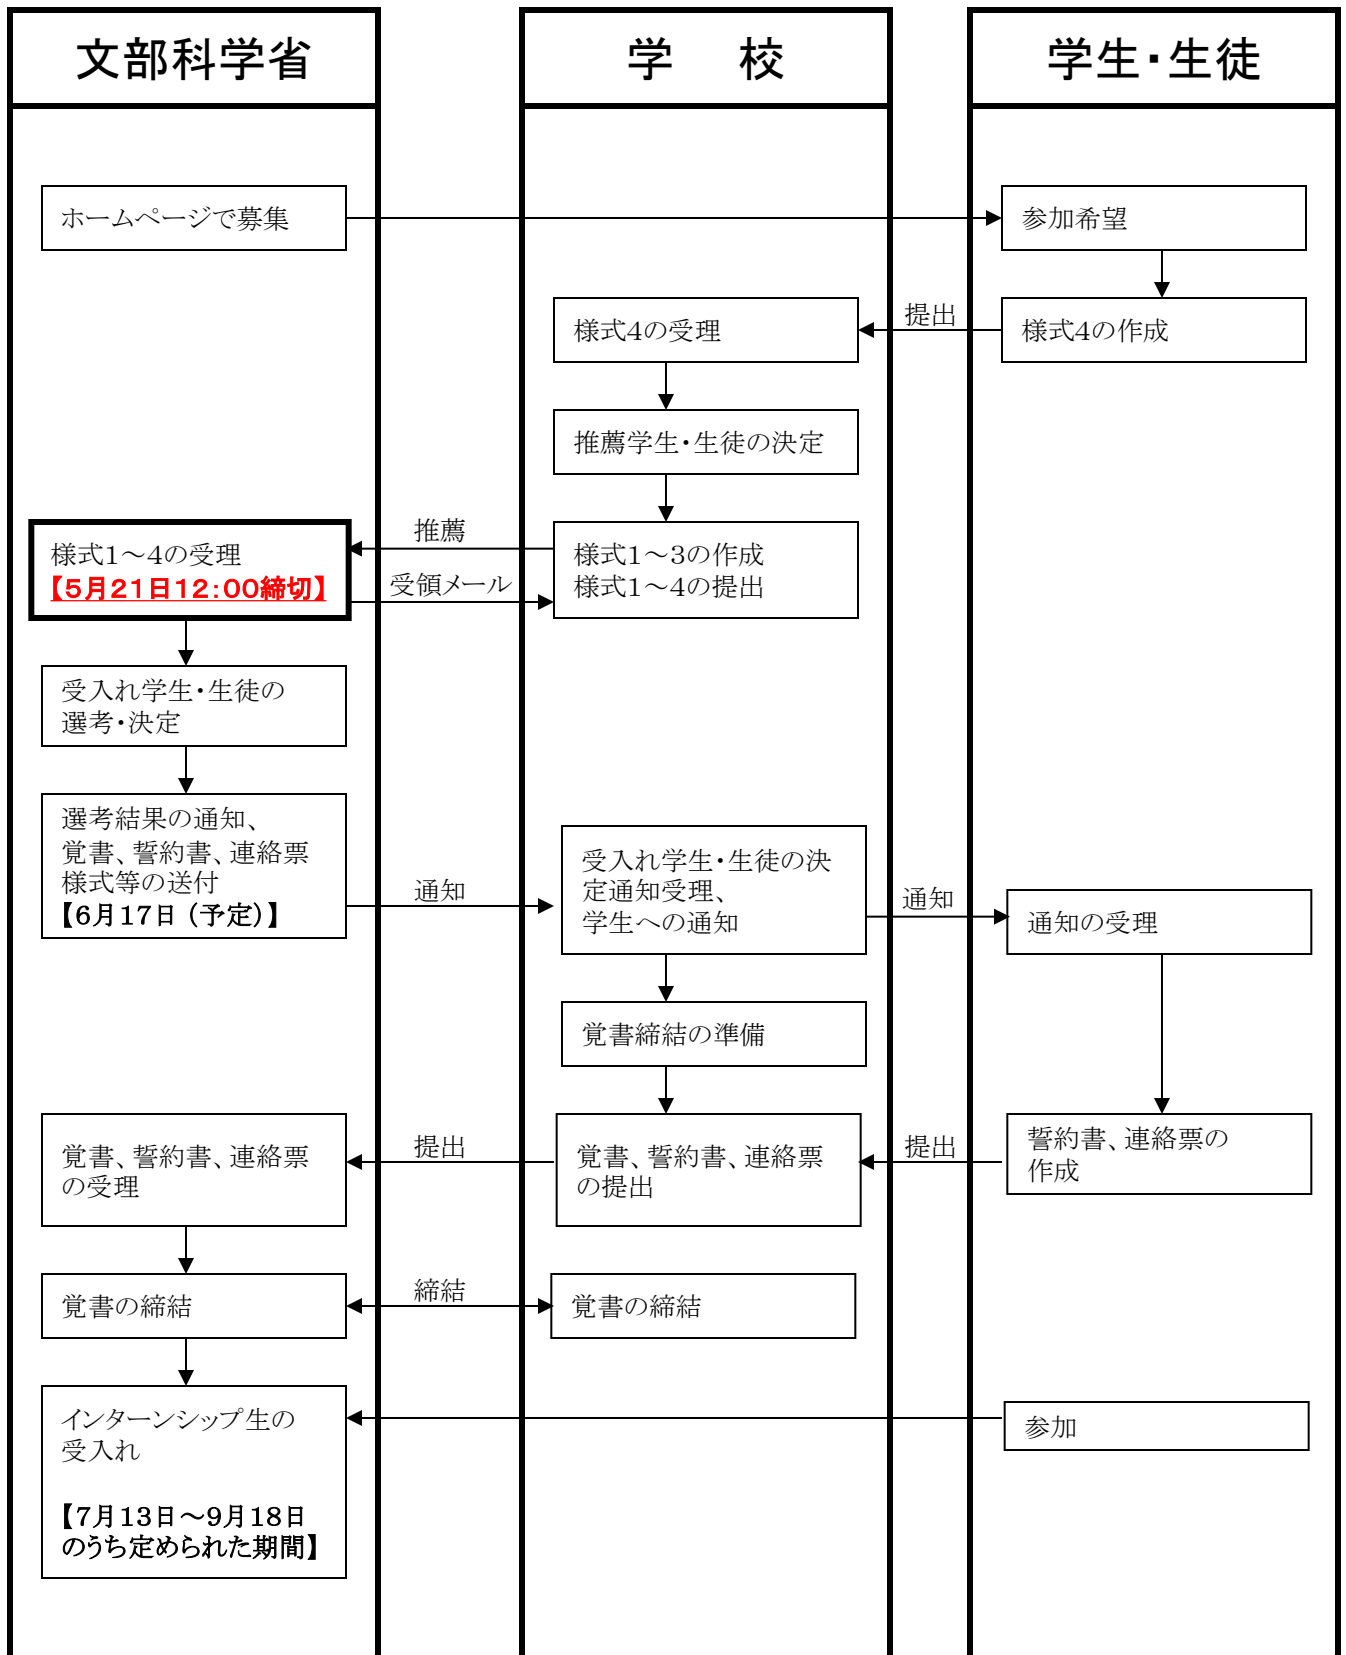 文部科学省
学　校
学生・生徒
ホームページで募集
参加希望
様式4の受理
提出
様式4の作成
推薦学生・生徒の決定
様式1～4の受理
【5月21日12:00締切】
推薦
受領メール
様式1～3の作成
様式1～4の提出
受入れ学生・生徒の
選考・決定
選考結果の通知、
覚書、誓約書、連絡票
様式等の送付
【6月17日（予定）】
通知
受入れ学生・生徒の決
定通知受理、
学生への通知
通知
通知の受理
覚書締結の準備
覚書、誓約書、連絡票
の受理
提出
覚書、誓約書、連絡票
の提出
提出
誓約書、連絡票の
作成
覚書の締結
締結
覚書の締結
インターンシップ生の
受入れ
【7月13日～9月18日
のうち定められた期間】
参加